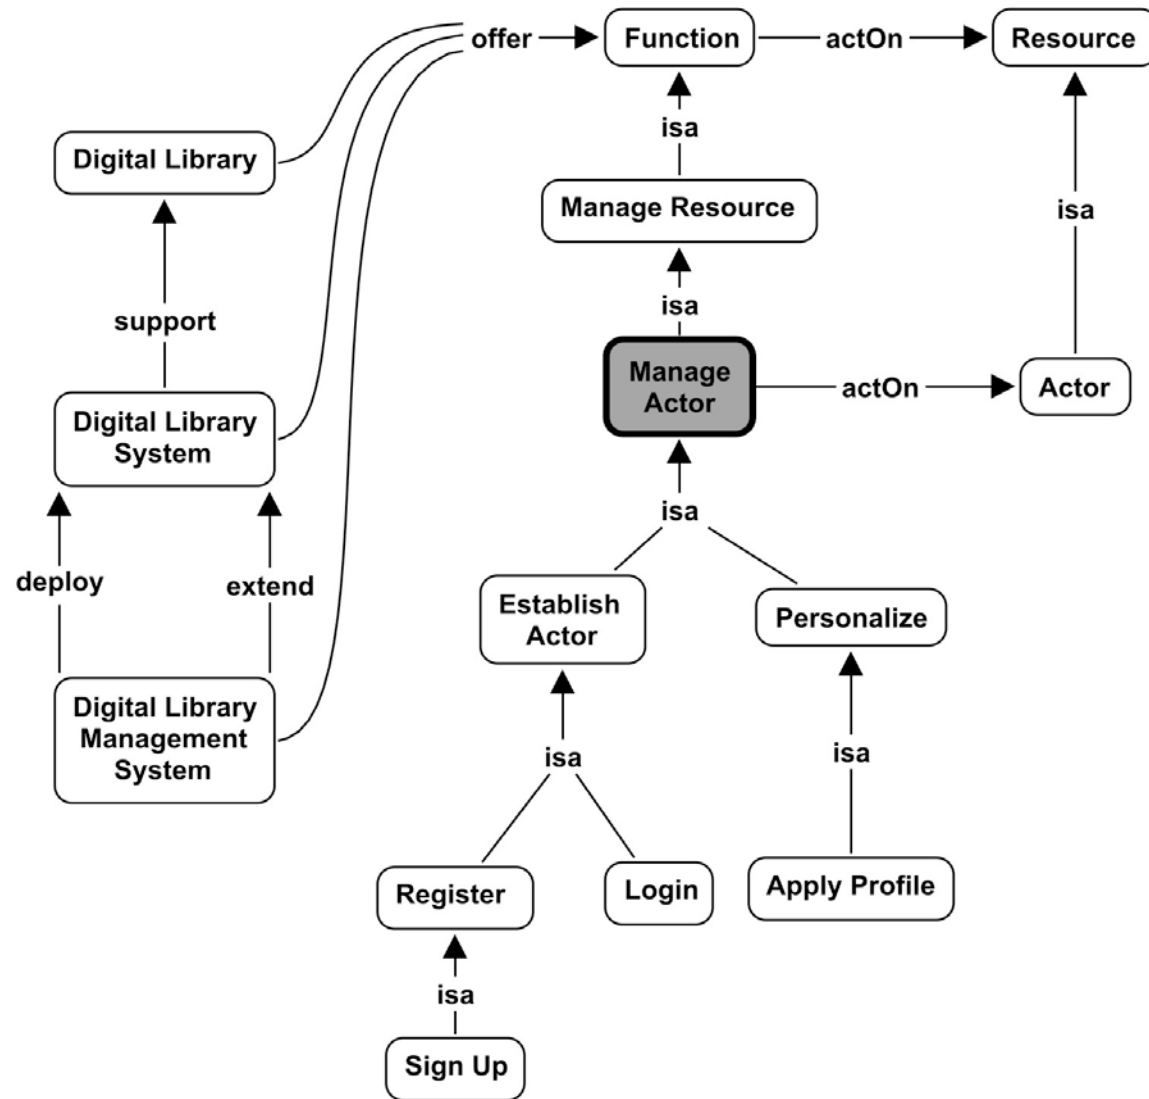 offer
Function
actOn
Resource
isa
Digital Library
Manage Resource
isa
isa
support
Manage
Actor
actOn
Actor
Digital Library
System
isa
deploy
extend
Establish
Actor
Personalize
Digital Library
Management
System
isa
isa
Register
Login
Apply Profile
isa
Sign Up